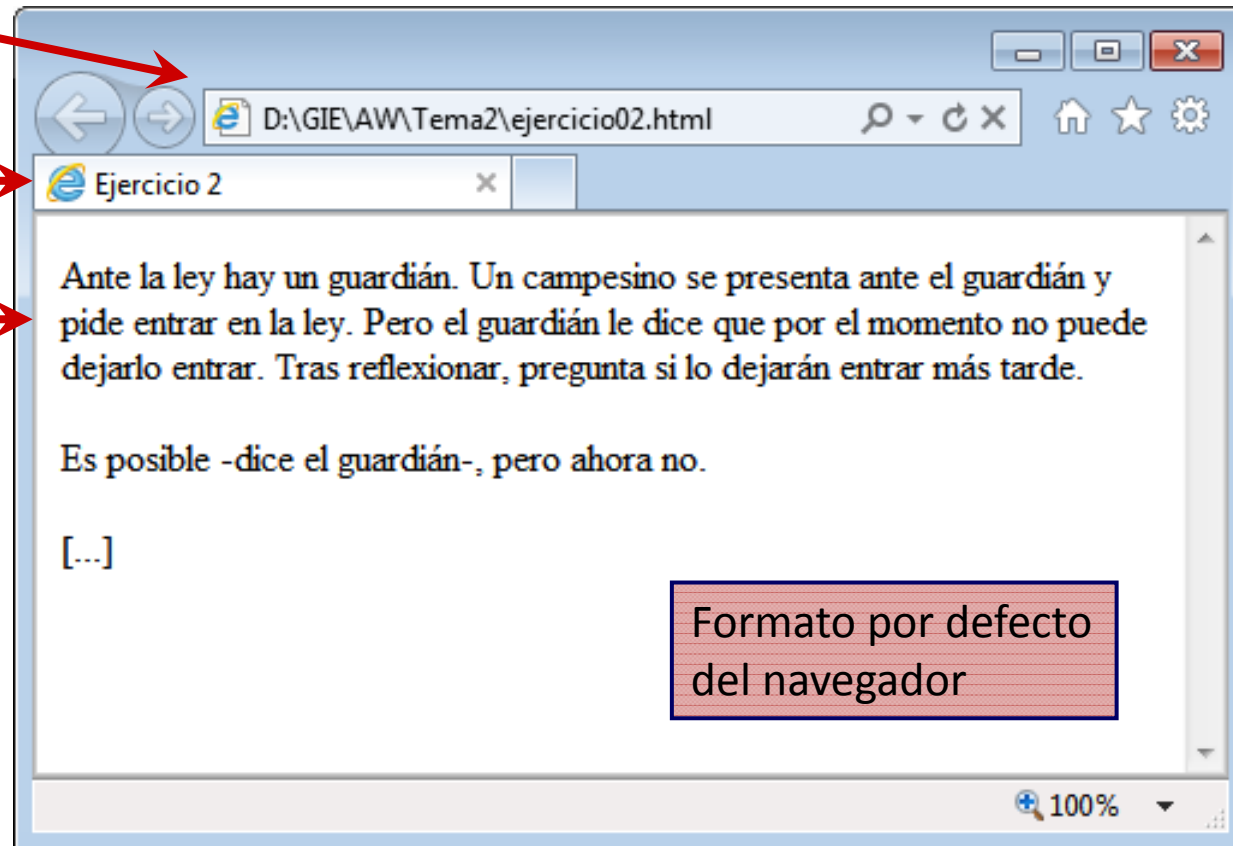 D:\GIE\AW\Tema2\ejercicio02.html
Ejercicio 2
Ante la ley hay un guardián. Un campesino se presenta ante el guardián y
pide entrar en la ley. Pero el guardián le dice que por el momento no puede
dejarlo entrar. Tras reflexionar, pregunta si lo dejarán entrar más tarde.
Es posible -dice el guardián-, pero ahora no.
[...]
Formato por defecto
del navegador
100%